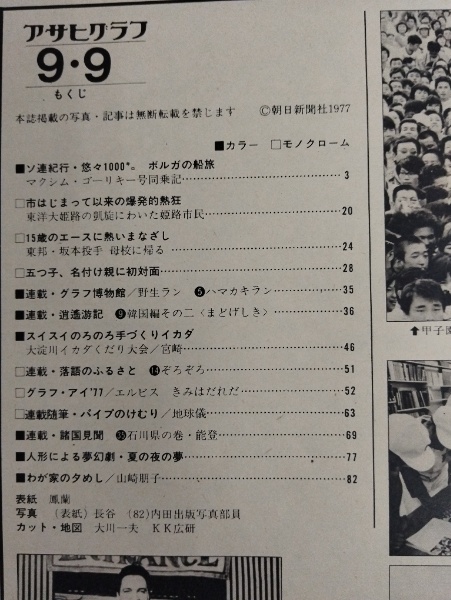 アサヒグラフ
9・9
もくじ
本誌掲載の写真・記事は無断転載を禁じます ©朝日新聞社1977
■カラー □モノクローム
■ソ連紀行・悠々1000㌔。 ボルガの船旅
マクシム・ゴーリキー号同乗記 3
□市はじまって以来の爆発的熱狂
東洋大姫路の凱旋にわいた姫路市民 20
□15歳のエースに熱いまなざし
東邦・坂本投手 母校に帰る 24
□五つ子、名付け親に初対面 28
■連載・グラフ博物館/野生ラン ❺ハマカキラン 35
■連載・逍遙游記 ❾韓国編その二〈まどげしき〉 36
■スイスイのろのろ手づくりイカダ
大淀川イカダくだり大会/宮崎 46
□連載・落語のふるさと ⓮ぞろぞろ 51
□グラフ・アイ'77/エルビス きみはだれだ 52
□連載随筆・パイプのけむり/地球儀 63
■連載・諸国見聞 石川県の巻・能登 69
■人形による夢幻劇・夏の夜の夢 77
■わが家の夕めし/山崎朋子 82
表紙 鳳蘭
写真 (表紙)長谷 (82)内田出版写真部員
カット・地図 大川一夫 KK広研
↑甲子園
ENTRANCE